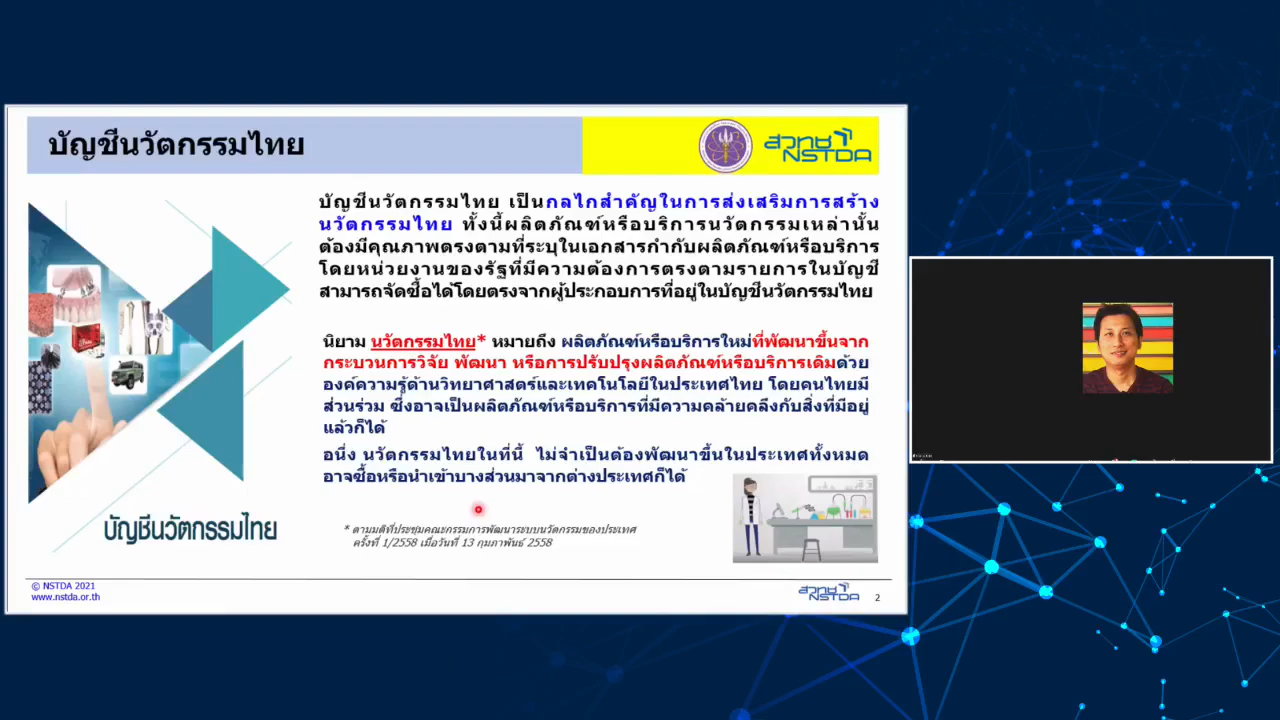 บัญชีนวัตกรรมไทย
สวทช
NSTDA
บัญชีนวัตกรรมไทย เป็นกลไกสำคัญในการส่งเสริมการสร้าง
นวัตกรรมไทย ทั้งนี้ผลิตภัณฑ์หรือบริการนวัตกรรมเหล่านั้น
ต้องมีคุณภาพตรงตามที่ระบุในเอกสารกำกับผลิตภัณฑ์หรือบริการ
โดยหน่วยงานของรัฐที่มีความต้องการตรงตามรายการในบัญชี
สามารถจัดซื้อได้โดยตรงจากผู้ประกอบการที่อยู่ในบัญชีนวัตกรรมไทย
นิยาม นวัตกรรมไทย* หมายถึง ผลิตภัณฑ์หรือบริการใหม่ที่พัฒนาขึ้นจาก
กระบวนการวิจัย พัฒนา หรือการปรับปรุงผลิตภัณฑ์หรือบริการเดิมด้วย
องค์ความรู้ด้านวิทยาศาสตร์และเทคโนโลยีในประเทศไทย โดยคนไทยมี
ส่วนร่วม ซึ่งอาจเป็นผลิตภัณฑ์หรือบริการที่มีความคล้ายคลึงกับสิ่งที่มีอยู่
แล้วก็ได้
อนึ่ง นวัตกรรมไทยในที่นี้ ไม่จำเป็นต้องพัฒนาขึ้นในประเทศทั้งหมด
อาจซื้อหรือนำเข้าบางส่วนมาจากต่างประเทศก็ได้
บัญชีนวัตกรรมไทย
* ตามมติที่ประชุมคณะกรรมการพัฒนาระบบนวัตกรรมของประเทศ
ครั้งที่ 1/2558 เมื่อวันที่ 13 กุมภาพันธ์ 2558
© NSTDA 2021
www.nstda.or.th
สวทช
NSTDA
2